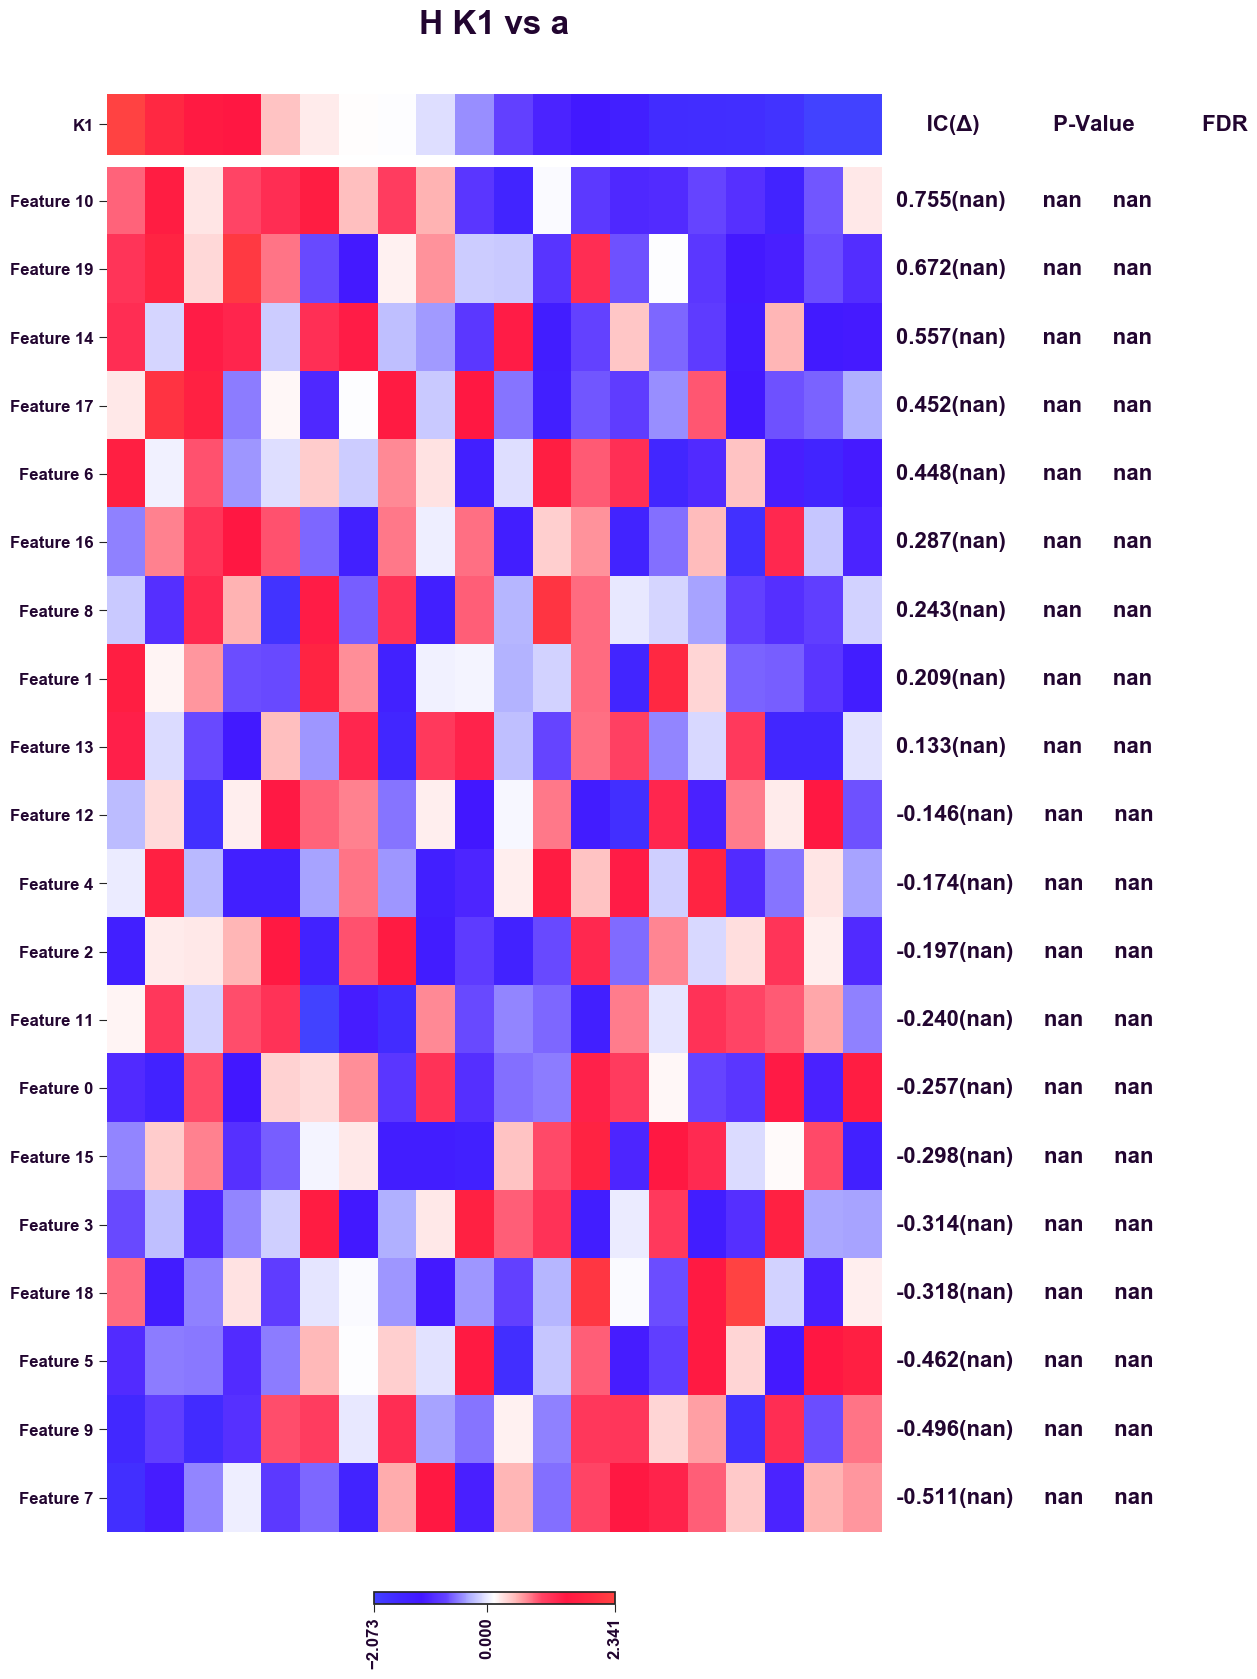 H K1 vs a
K1 IC(Δ) P-Value FDR
Feature 10 0.755(nan) nan nan
Feature 19 0.672(nan) nan nan
Feature 14 0.557(nan) nan nan
Feature 17 0.452(nan) nan nan
Feature 6 0.448(nan) nan nan
Feature 16 0.287(nan) nan nan
Feature 8 0.243(nan) nan nan
Feature 1 0.209(nan) nan nan
Feature 13 0.133(nan) nan nan
Feature 12 -0.146(nan) nan nan
Feature 4 -0.174(nan) nan nan
Feature 2 -0.197(nan) nan nan
Feature 11 -0.240(nan) nan nan
Feature 0 -0.257(nan) nan nan
Feature 15 -0.298(nan) nan nan
Feature 3 -0.314(nan) nan nan
Feature 18 -0.318(nan) nan nan
Feature 5 -0.462(nan) nan nan
Feature 9 -0.496(nan) nan nan
Feature 7 -0.511(nan) nan nan
−2.073 0.000 2.341